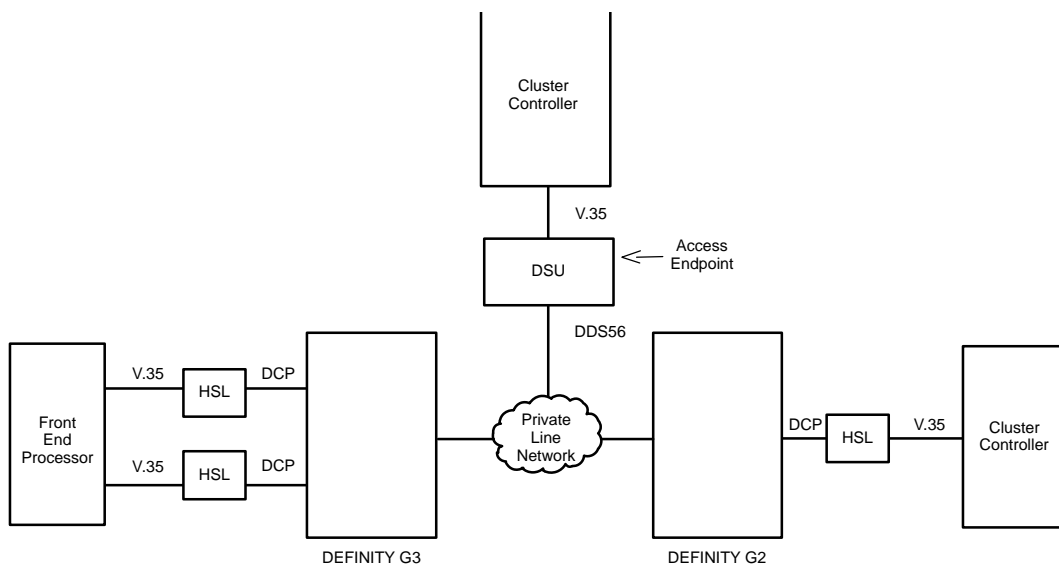 Cluster
Controller
V.35
DSU
Access
Endpoint
DDS56
Front
End
Processor
V.35
HSL
DCP
V.35
HSL
DCP
DEFINITY G3
Private
Line
Network
DEFINITY G2
DCP
HSL
V.35
Cluster
Controller